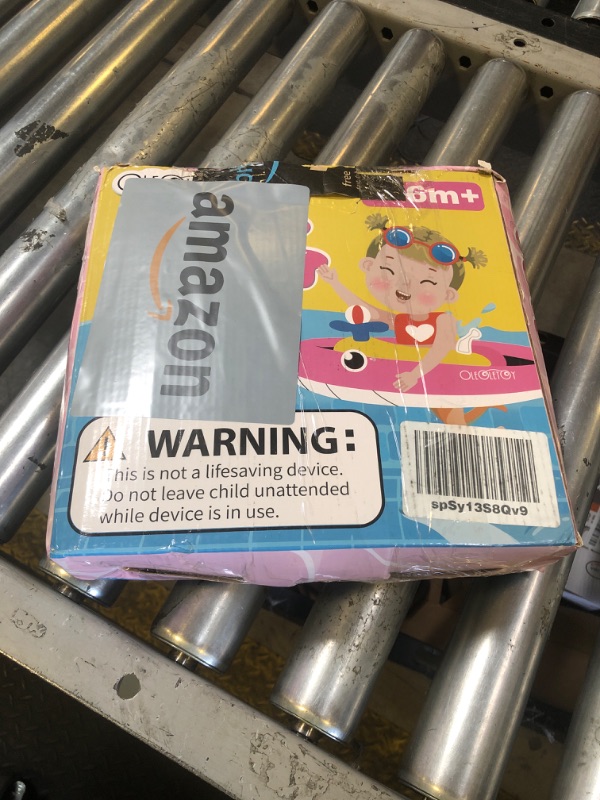 free
6m+
amazon
OLEOLETOY
WARNING:
This is not a lifesaving device.
Do not leave child unattended
while device is in use.
spSy13S8Qv9